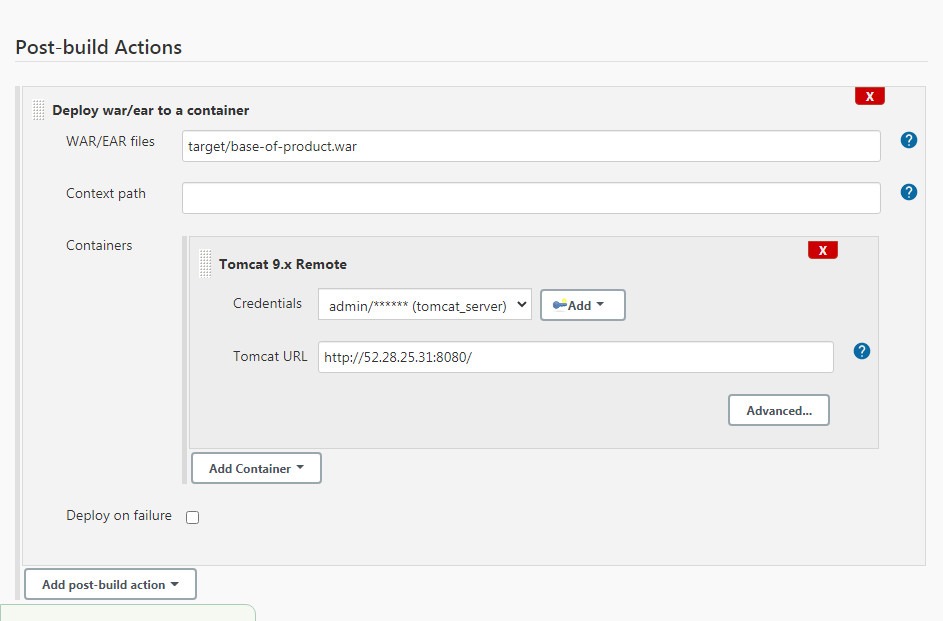 Post-build Actions
X
Deploy war/ear to a container
WAR/EAR files target/base-of-product.war ?
Context path ?
Containers
X
Tomcat 9.x Remote
Credentials admin/****** (tomcat_server) Add
Tomcat URL http://52.28.25.31:8080/ ?
Advanced...
Add Container
Deploy on failure
Add post-build action